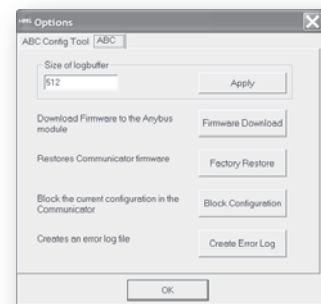 Options
ABC Config Tool ABC
Size of logbuffer
512
Apply
Download Firmware to the Anybus
module
Firmware Download
Restores Communicator firmware
Factory Restore
Block the current configuration in the
Communicator
Block Configuration
Creates an error log file
Create Error Log
OK